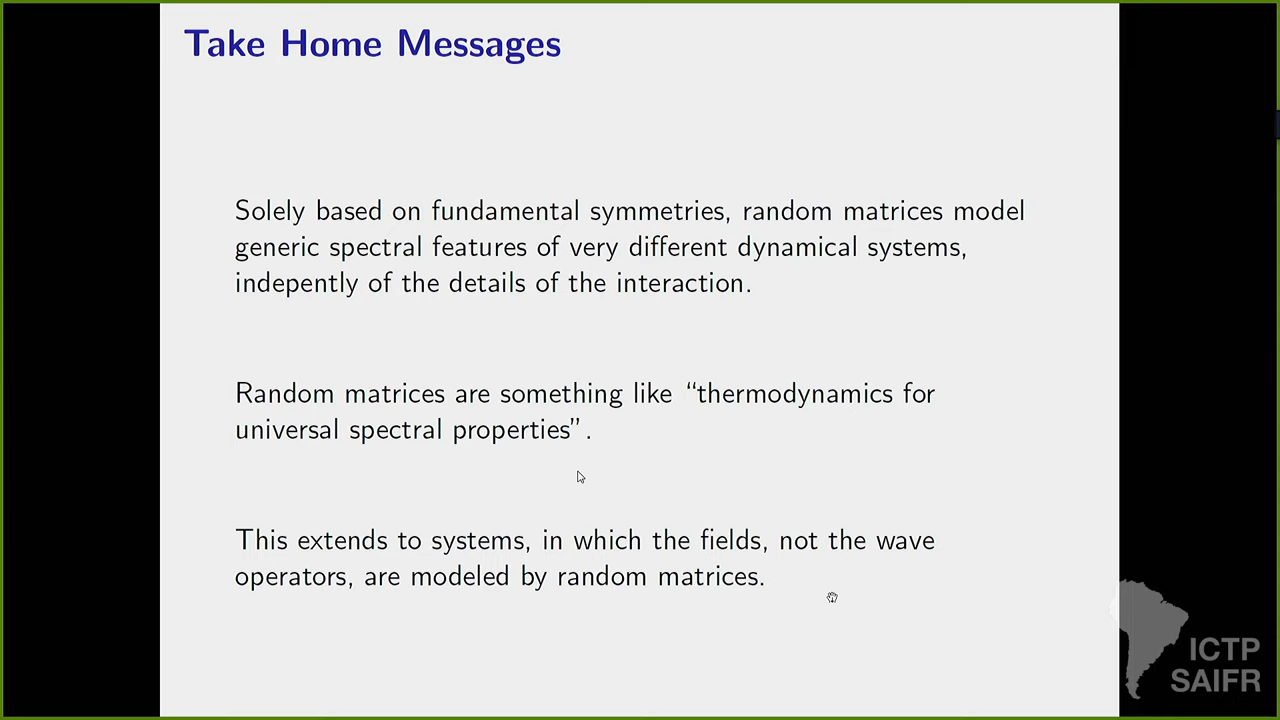 Take Home Messages
Solely based on fundamental symmetries, random matrices model
generic spectral features of very different dynamical systems,
indepently of the details of the interaction.
Random matrices are something like “thermodynamics for
universal spectral properties”.
This extends to systems, in which the fields, not the wave
operators, are modeled by random matrices.
ICTP
SAIFR